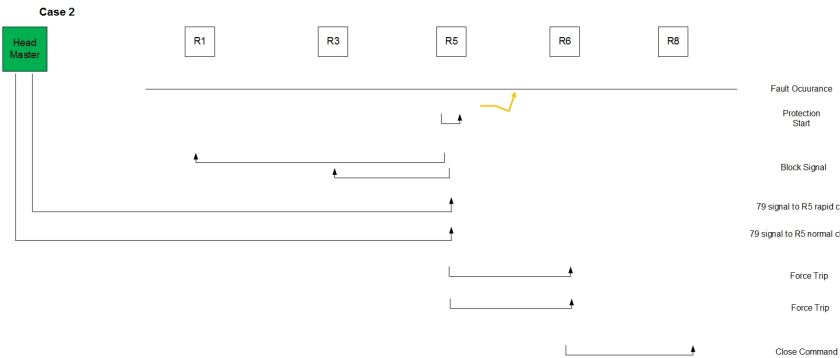 Case 2
Head
Master
R1
R3
R5
R6
R8
Fault Ocuurance
Protection
Start
Block Signal
79 signal to R5 rapid c
79 signal to R5 normal cl
Force Trip
Force Trip
Close Command